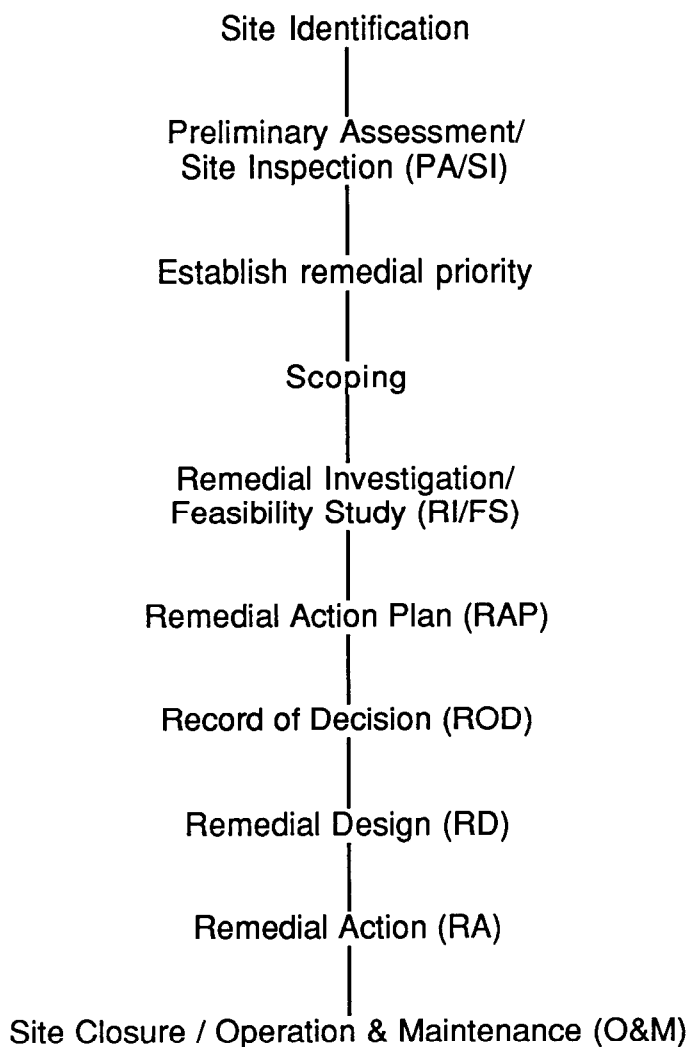 Site Identification
Preliminary Assessment/
Site Inspection (PA/SI)
Establish remedial priority
Scoping
Remedial Investigation/
Feasibility Study (RI/FS)
Remedial Action Plan (RAP)
Record of Decision (ROD)
Remedial Design (RD)
Remedial Action (RA)
Site Closure / Operation & Maintenance (O&M)